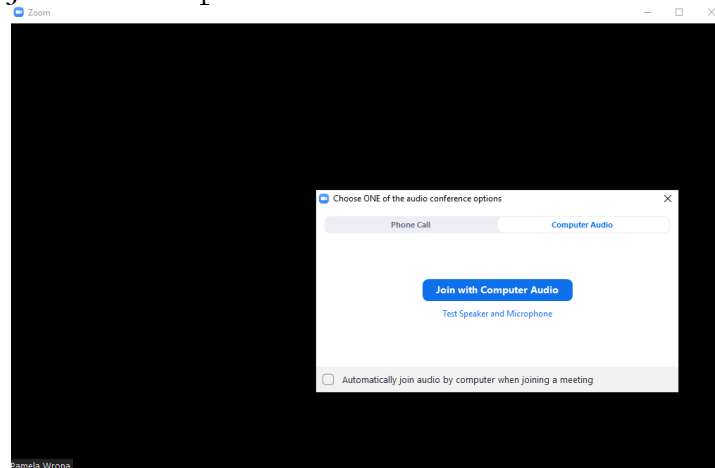 Zoom
Choose ONE of the audio conference options
Phone Call
Computer Audio
Join with Computer Audio
Test Speaker and Microphone
Automatically join audio by computer when joining a meeting
Pamela Wrona